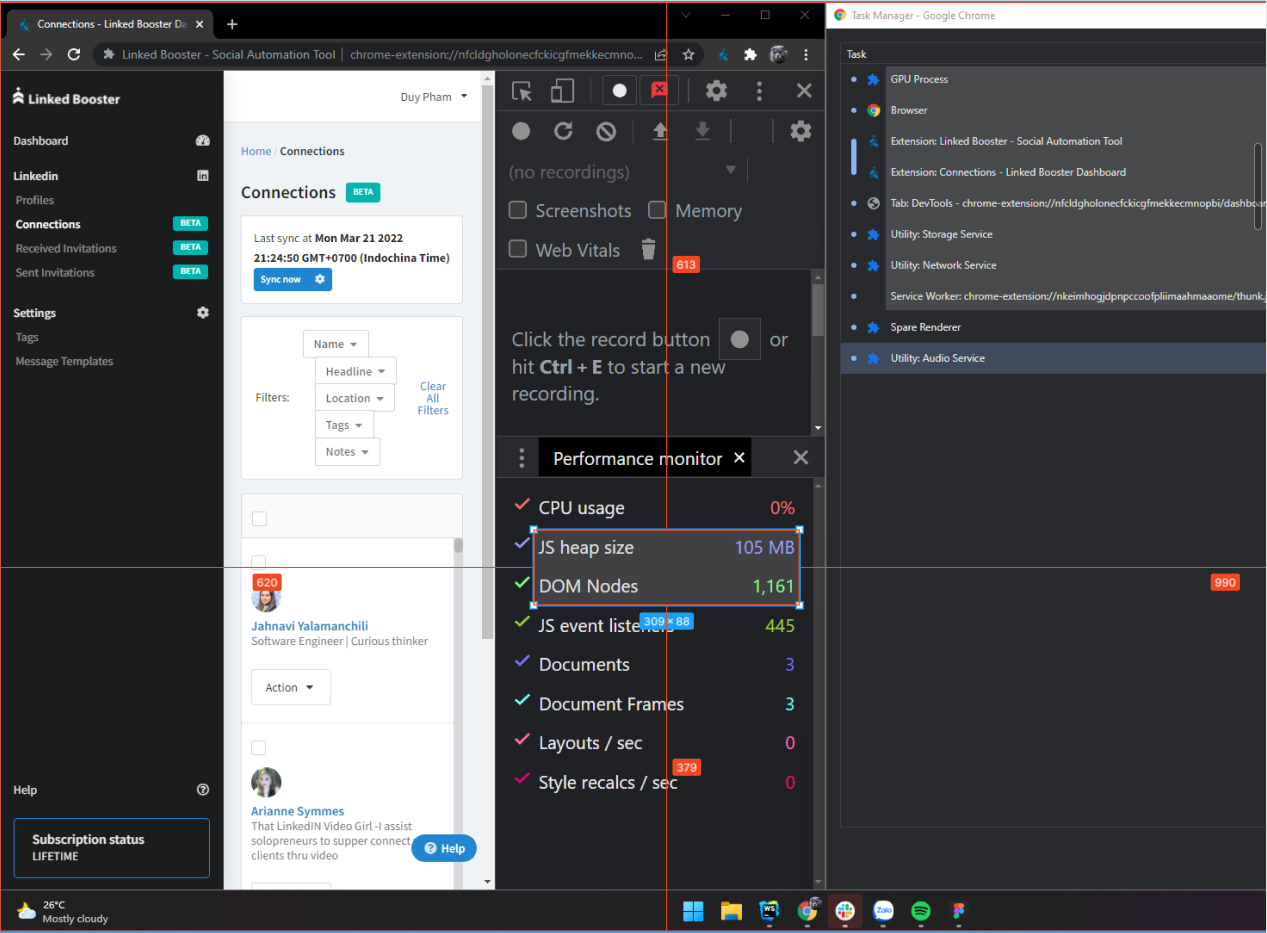 Connections - Linked Booster Da
Task Manager - Google Chrome
Linked Booster - Social Automation Tool | chrome-extension://nfcldgholonecfckicgfmekkecmno...
Linked Booster
Dashboard
Linkedin
Profiles
Connections BETA
Received Invitations BETA
Sent Invitations BETA
Settings
Tags
Message Templates
Help
Subscription status
LIFETIME
Duy Pham
Home / Connections
Connections BETA
Last sync at Mon Mar 21 2022
21:24:50 GMT+0700 (Indochina Time)
Sync now
Filters:
Name
Headline
Location
Tags
Notes
Clear
All
Filters
620
Jahnavi Yalamanchili
Software Engineer | Curious thinker
Action
Arianne Symmes
That LinkedIN Video Girl -I assist
solopreneurs to supper connect
clients thru video
Help
(no recordings)
Screenshots Memory
Web Vitals
613
Click the record button or
hit Ctrl + E to start a new
recording.
Performance monitor
CPU usage 0%
JS heap size 105 MB
DOM Nodes 1,161
309 × 88
JS event listeners 445
Documents 3
Document Frames 3
Layouts / sec 0
379
Style recalcs / sec 0
Task
GPU Process
Browser
Extension: Linked Booster - Social Automation Tool
Extension: Connections - Linked Booster Dashboard
Tab: DevTools - chrome-extension://nfcldgholonecfckicgfmekkecmnopbi/dashboar
Utility: Storage Service
Utility: Network Service
Service Worker: chrome-extension://nkeimhogjdpnpccoofpliimaahmaaome/thunk.j
Spare Renderer
Utility: Audio Service
990
26°C
Mostly cloudy
WS
Zalo